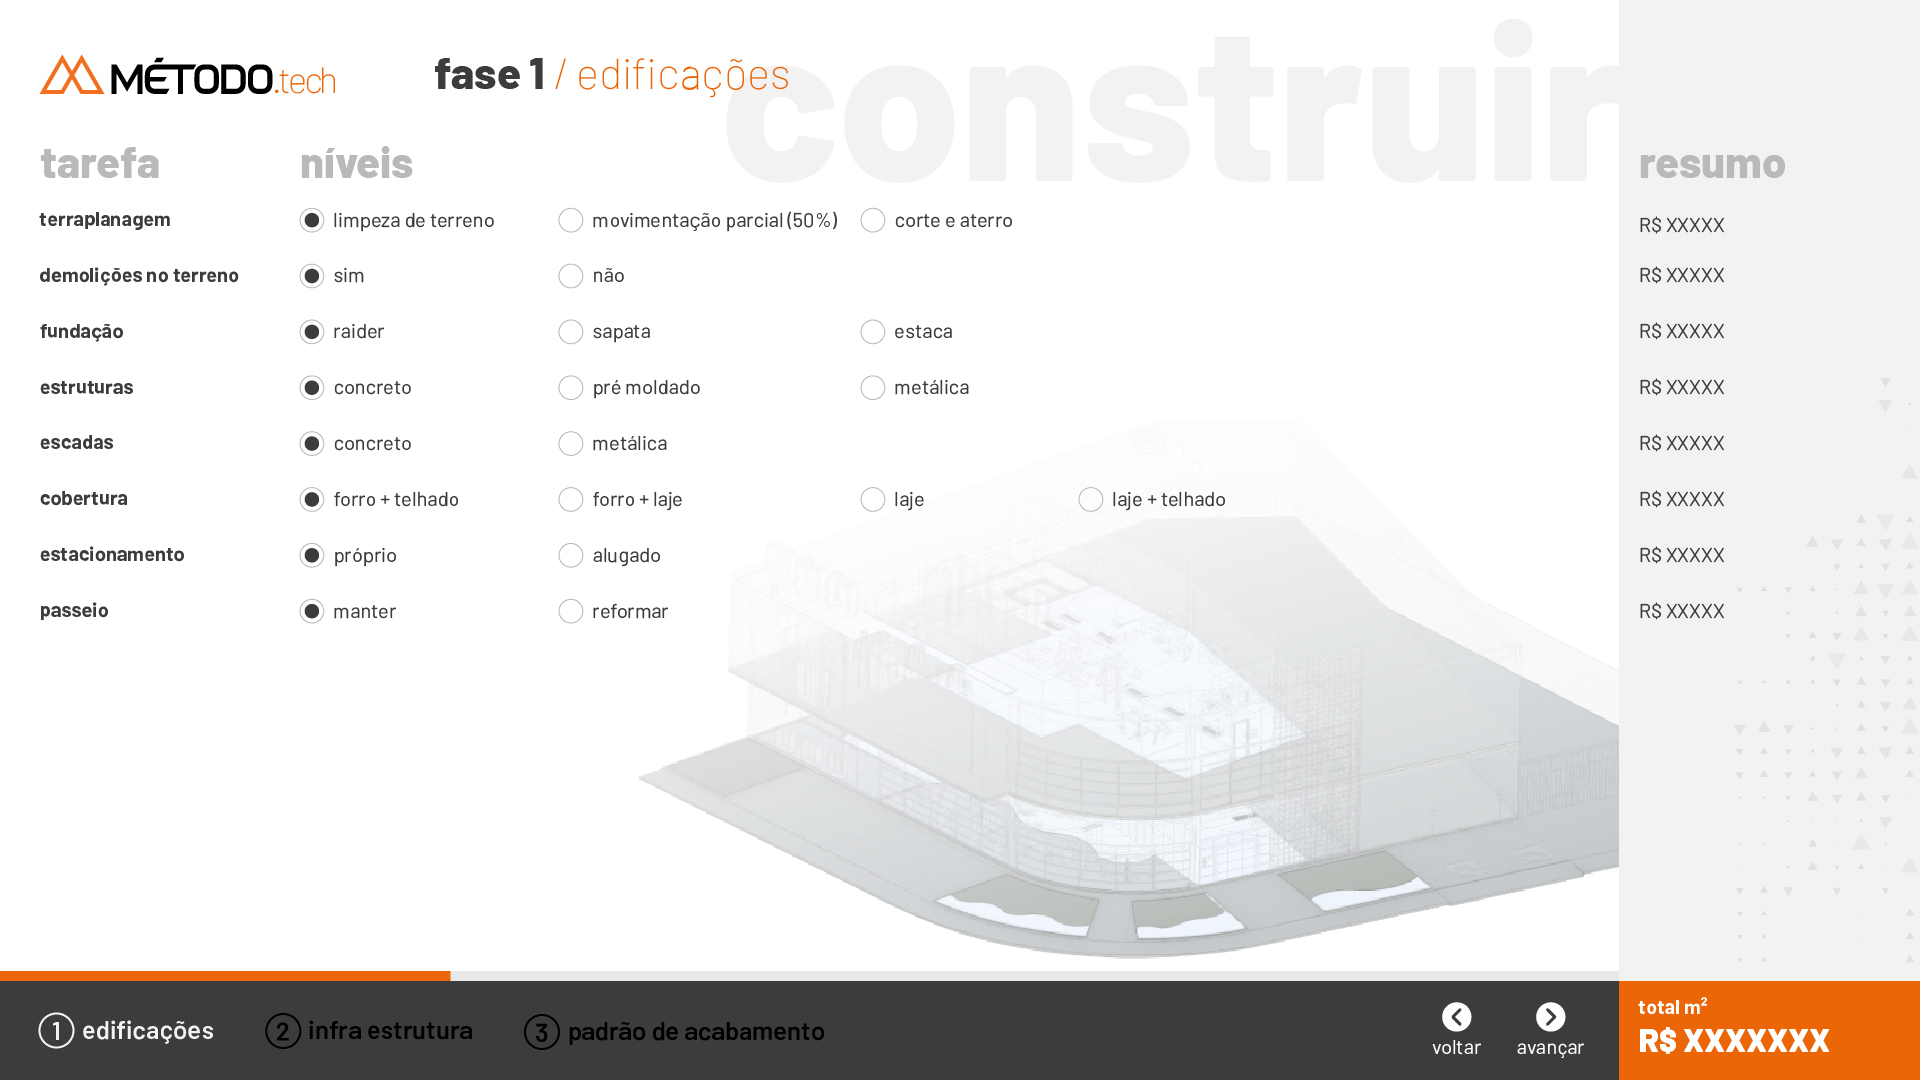 MÉTODO.tech
fase 1 / edificações
construir
tarefa níveis resumo
terraplanagem limpeza de terreno movimentação parcial (50%) corte e aterro R$ XXXXX
demolições no terreno sim não R$ XXXXX
fundação raider sapata estaca R$ XXXXX
estruturas concreto pré moldado metálica R$ XXXXX
escadas concreto metálica R$ XXXXX
cobertura forro + telhado forro + laje laje laje + telhado R$ XXXXX
estacionamento próprio alugado R$ XXXXX
passeio manter reformar R$ XXXXX
1 edificações 2 infra estrutura 3 padrão de acabamento
voltar avançar
total m²
R$ XXXXXXX